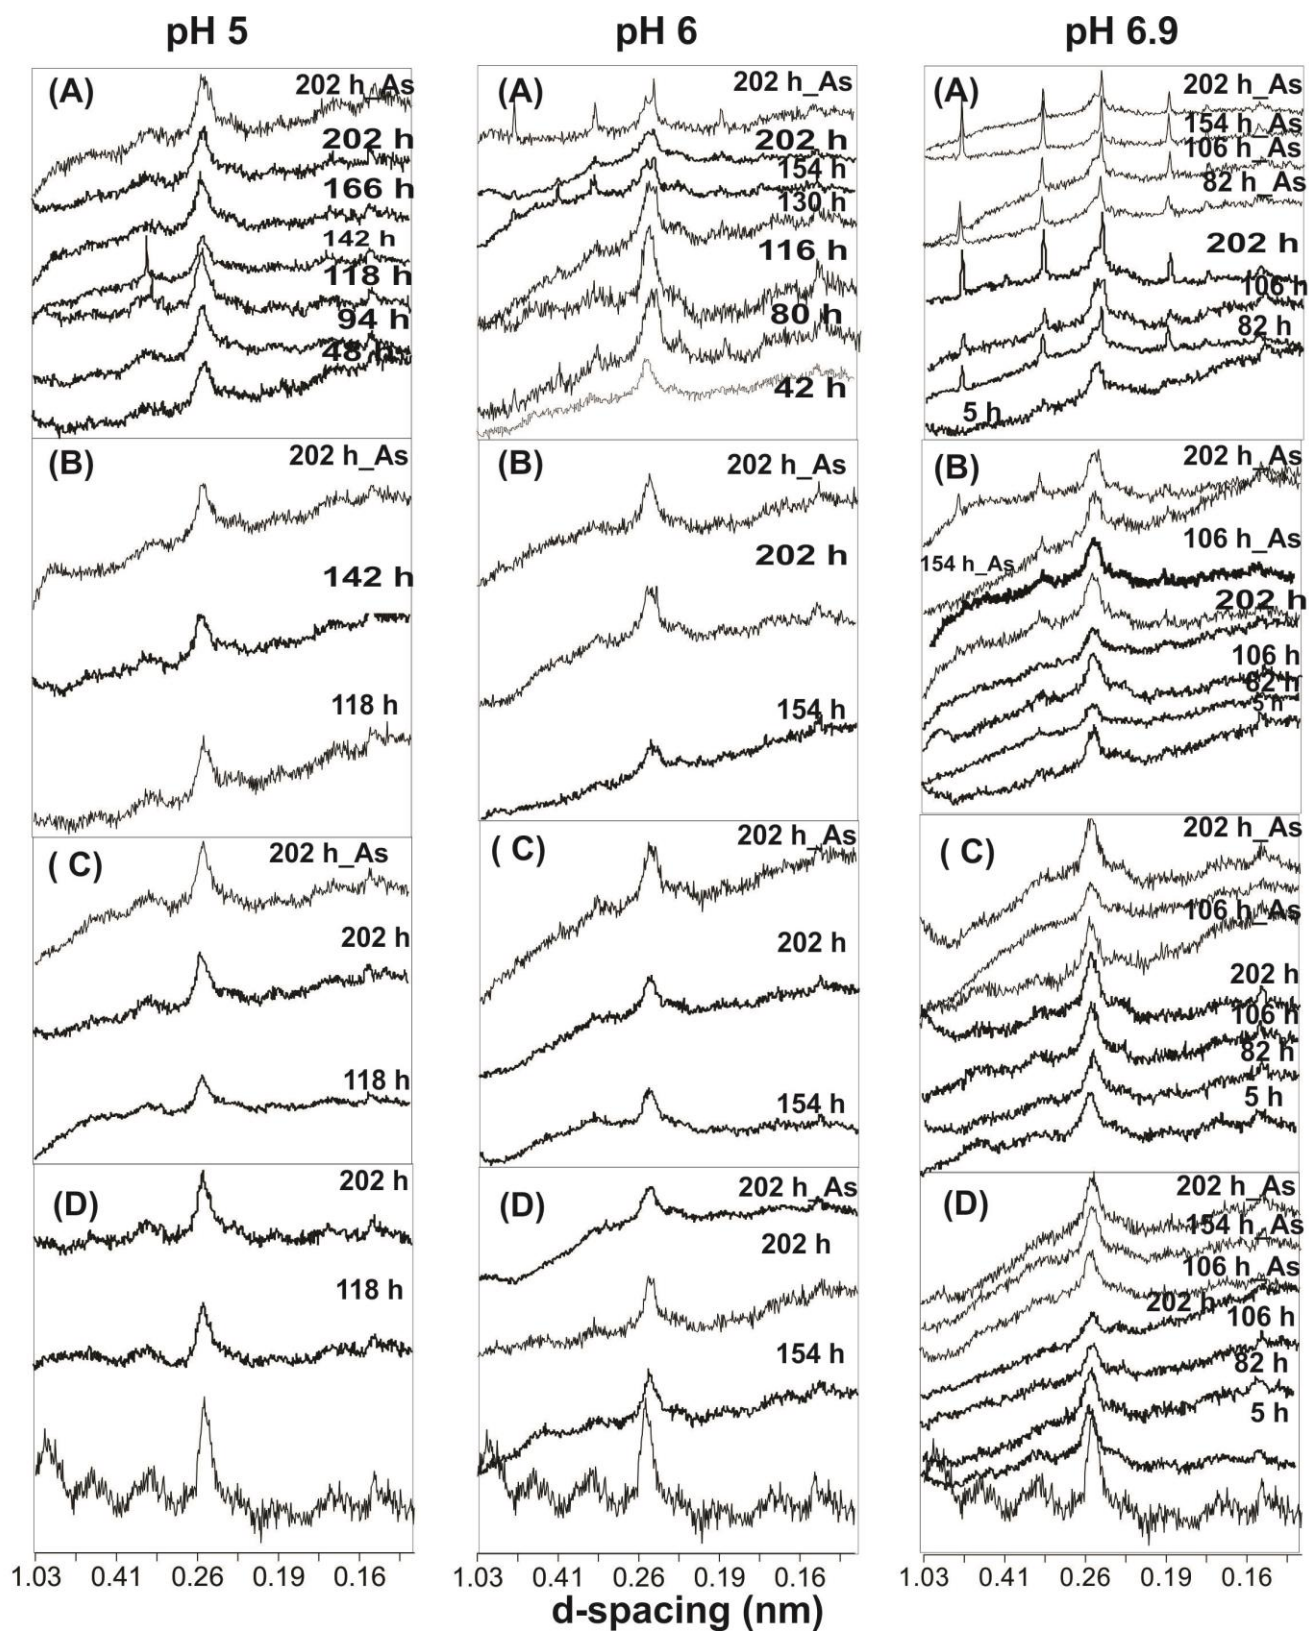 pH 5
pH 6
pH 6.9
(A)
202 h_As
202 h
166 h
142 h
118 h
94 h
48 h
(B)
202 h_As
142 h
118 h
( C)
202 h_As
202 h
118 h
(D)
202 h
118 h
1.03 0.41 0.26 0.19 0.16
(A)
202 h_As
202 h
154 h
130 h
116 h
80 h
42 h
(B)
202 h_As
202 h
154 h
( C)
202 h_As
202 h
154 h
(D)
202 h_As
202 h
154 h
1.03 0.41 0.26 0.19 0.16
(A)
202 h_As
154 h_As
106 h_As
82 h_As
202 h
106 h
82 h
5 h
(B)
202 h_As
106 h_As
154 h_As
202 h
106 h
82 h
5 h
( C)
202 h_As
106 h_As
202 h
106 h
82 h
5 h
(D)
202 h_As
154 h_As
106 h_As
202 h
106 h
82 h
5 h
1.03 0.41 0.26 0.19 0.16
d-spacing (nm)